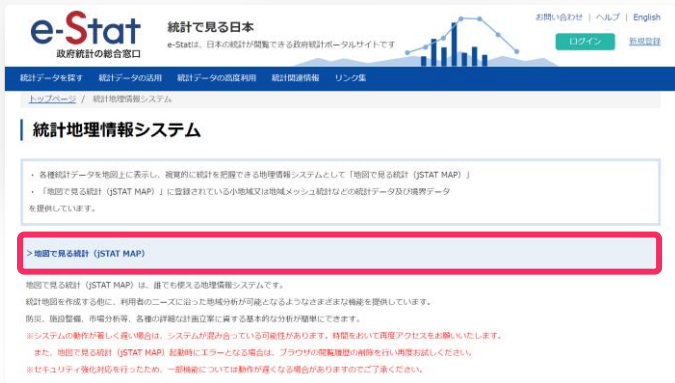 e-Stat
政府統計の総合窓口
統計で見る日本
e-Statは、日本の統計が閲覧できる政府統計ポータルサイトです
お問い合わせ | ヘルプ | English
ログイン 新規登録
統計データを探す 統計データの活用 統計データの高度利用 統計関連情報 リンク集
トップページ / 統計地理情報システム
統計地理情報システム
・ 各種統計データを地図上に表示し、視覚的に統計を把握できる地理情報システムとして「地図で見る統計（jSTAT MAP）」
・ 「地図で見る統計（jSTAT MAP）」に登録されている小地域又は地域メッシュ統計などの統計データ及び境界データ
を提供しています。
＞地図で見る統計（jSTAT MAP）
地図で見る統計（jSTAT MAP）は、誰でも使える地理情報システムです。
統計地図を作成する他に、利用者のニーズに沿った地域分析が可能となるようなさまざまな機能を提供しています。
防災、施設整備、市場分析等、各種の詳細な計画立案に資する基本的な分析が簡単にできます。
※システムの動作が著しく遅い場合は、システムが混み合っている可能性があります。時間をおいて再度アクセスをお願いいたします。
また、地図で見る統計（jSTAT MAP）起動時にエラーとなる場合は、ブラウザの閲覧履歴の削除を行い再度お試しください。
※セキュリティ強化対応を行ったため、一部機能については動作が遅くなる場合がありますのでご了承ください。